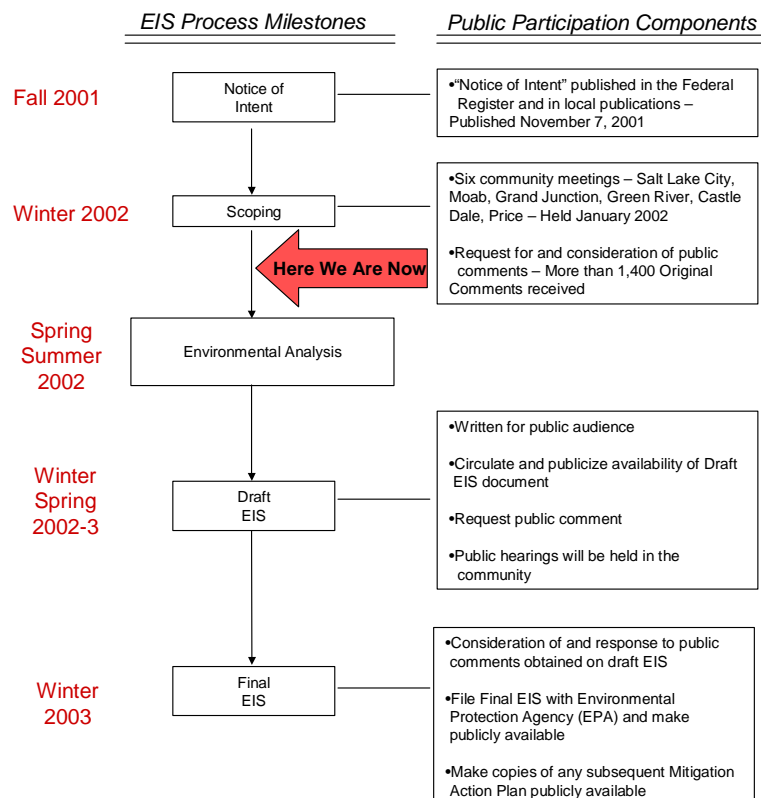 EIS Process Milestones
Public Participation Components
Fall 2001
Notice of
Intent
•“Notice of Intent” published in the Federal
Register and in local publications –
Published November 7, 2001
Winter 2002
Scoping
•Six community meetings – Salt Lake City,
Moab, Grand Junction, Green River, Castle
Dale, Price – Held January 2002
•Request for and consideration of public
comments – More than 1,400 Original
Comments received
Here We Are Now
Spring
Summer
2002
Environmental Analysis
Winter
Spring
2002-3
Draft
EIS
•Written for public audience
•Circulate and publicize availability of Draft
EIS document
•Request public comment
•Public hearings will be held in the
community
Winter
2003
Final
EIS
•Consideration of and response to public
comments obtained on draft EIS
•File Final EIS with Environmental
Protection Agency (EPA) and make
publicly available
•Make copies of any subsequent Mitigation
Action Plan publicly available